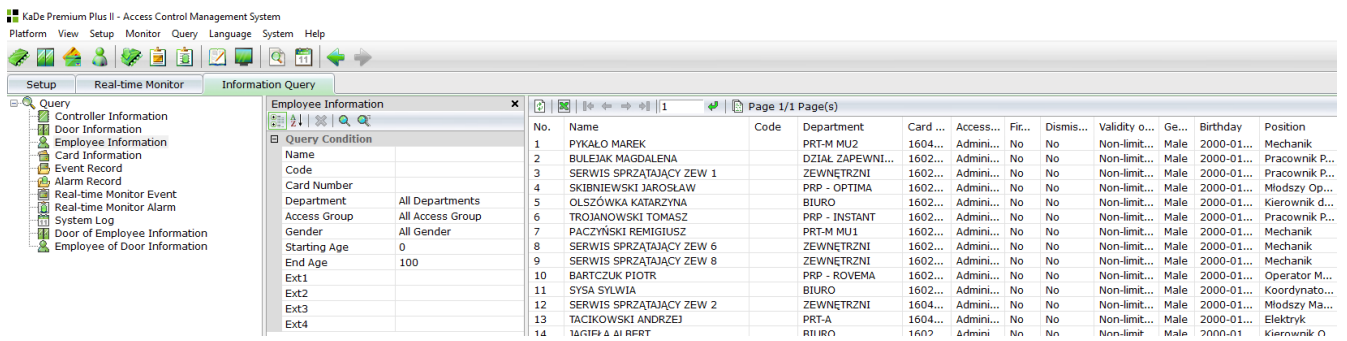 KaDe Premium Plus II - Access Control Management System
Platform View Setup Monitor Query Language System Help
Setup Real-time Monitor Information Query
Query
Controller Information
Door Information
Employee Information
Card Information
Event Record
Alarm Record
Real-time Monitor Event
Real-time Monitor Alarm
System Log
Door of Employee Information
Employee of Door Information
Employee Information
Query Condition
Name
Code
Card Number
Department All Departments
Access Group All Access Group
Gender All Gender
Starting Age 0
End Age 100
Ext1
Ext2
Ext3
Ext4
1 Page 1/1 Page(s)
No. Name Code Department Card ... Access... Fir... Dismis... Validity o... Ge... Birthday Position
1 PYKAŁO MAREK PRT-M MU2 1604... Admini... No No Non-limit... Male 2000-01... Mechanik
2 BULEJAK MAGDALENA DZIAŁ ZAPEWNI... 1602... Admini... No No Non-limit... Male 2000-01... Pracownik P...
3 SERWIS SPRZĄTAJĄCY ZEW 1 ZEWNĘTRZNI 1602... Admini... No No Non-limit... Male 2000-01... Mechanik
4 SKIBNIEWSKI JAROSŁAW PRP - OPTIMA 1602... Admini... No No Non-limit... Male 2000-01... Młodszy Op...
5 OLSZÓWKA KATARZYNA BIURO 1602... Admini... No No Non-limit... Male 2000-01... Kierownik d...
6 TROJANOWSKI TOMASZ PRP - INSTANT 1602... Admini... No No Non-limit... Male 2000-01... Pracownik P...
7 PACZYŃSKI REMIGIUSZ PRT-M MU1 1602... Admini... No No Non-limit... Male 2000-01... Mechanik
8 SERWIS SPRZĄTAJĄCY ZEW 6 ZEWNĘTRZNI 1602... Admini... No No Non-limit... Male 2000-01... Mechanik
9 SERWIS SPRZĄTAJĄCY ZEW 8 ZEWNĘTRZNI 1602... Admini... No No Non-limit... Male 2000-01... Mechanik
10 BARTCZUK PIOTR PRP - ROVEMA 1602... Admini... No No Non-limit... Male 2000-01... Operator M...
11 SYSA SYLWIA BIURO 1602... Admini... No No Non-limit... Male 2000-01... Koordynato...
12 SERWIS SPRZĄTAJĄCY ZEW 2 ZEWNĘTRZNI 1604... Admini... No No Non-limit... Male 2000-01... Młodszy Ma...
13 TACIKOWSKI ANDRZEJ PRT-A 1604... Admini... No No Non-limit... Male 2000-01... Elektryk
14 JAGIEŁA ALBERT BIURO 1602... Admini... No No Non-limit... Male 2000-01... Kierownik O...